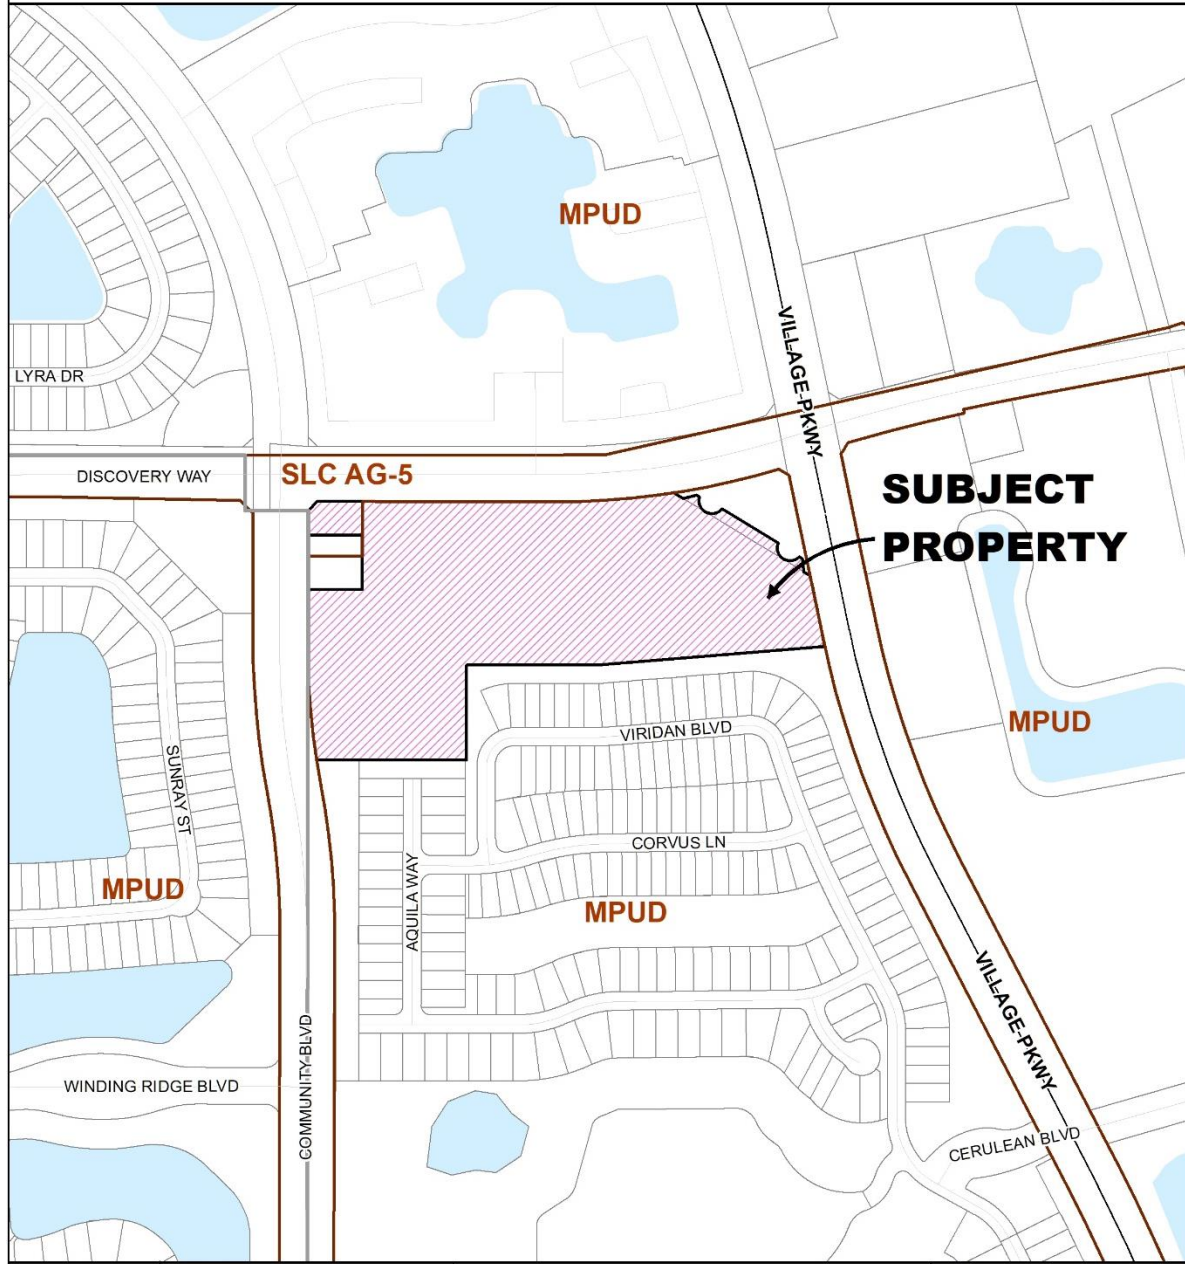 MPUD
VILLAGE PKWY
LYRA DR
DISCOVERY WAY
SLC AG-5
SUBJECT
PROPERTY
MPUD
VIRIDAN BLVD
SUNRAY ST
CORVUS LN
MPUD
AQUILA WAY
MPUD
VILLAGE PKWY
WINDING RIDGE BLVD
COMMUNITY BLVD
CERULEAN BLVD